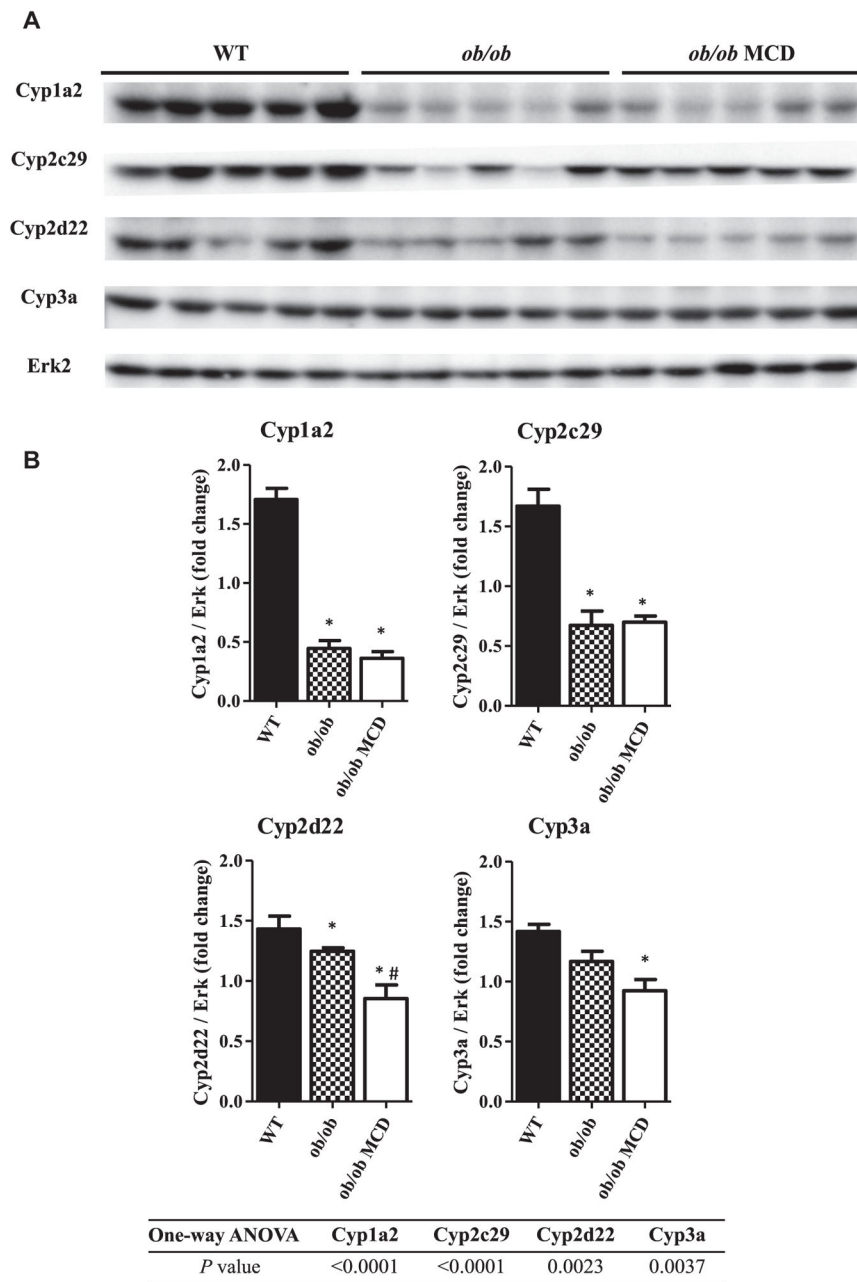 A
WT ob/ob ob/ob MCD
Cyp1a2
Cyp2c29
Cyp2d22
Cyp3a
Erk2
B
Cyp1a2
Cyp1a2 / Erk (fold change)
2.0
1.5
1.0
0.5
0.0
*
*
WT
ob/ob
ob/ob MCD
Cyp2c29
Cyp2c29 / Erk (fold change)
2.0
1.5
1.0
0.5
0.0
*
*
WT
ob/ob
ob/ob MCD
Cyp2d22
Cyp2d22 / Erk (fold change)
2.0
1.5
1.0
0.5
0.0
*
* #
WT
ob/ob
ob/ob MCD
Cyp3a
Cyp3a / Erk (fold change)
2.0
1.5
1.0
0.5
0.0
*
WT
ob/ob
ob/ob MCD
One-way ANOVA Cyp1a2 Cyp2c29 Cyp2d22 Cyp3a
P value <0.0001 <0.0001 0.0023 0.0037